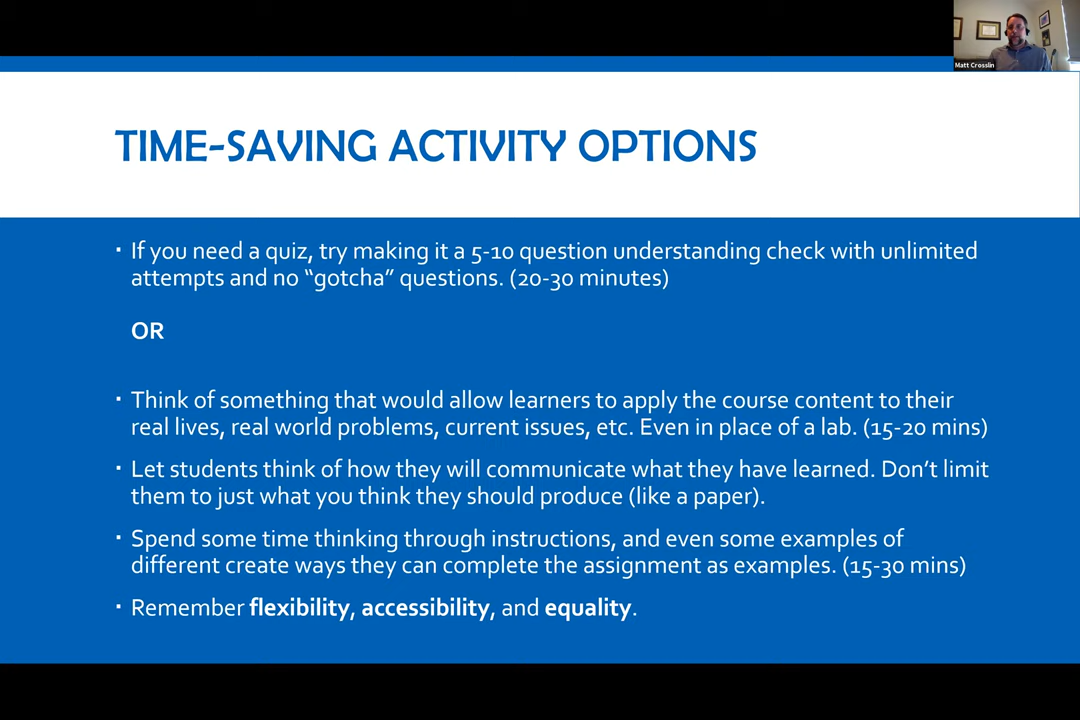 Matt Crosslin
TIME-SAVING ACTIVITY OPTIONS
▪ If you need a quiz, try making it a 5-10 question understanding check with unlimited
attempts and no “gotcha” questions. (20-30 minutes)
OR
▪ Think of something that would allow learners to apply the course content to their
real lives, real world problems, current issues, etc. Even in place of a lab. (15-20 mins)
▪ Let students think of how they will communicate what they have learned. Don’t limit
them to just what you think they should produce (like a paper).
▪ Spend some time thinking through instructions, and even some examples of
different create ways they can complete the assignment as examples. (15-30 mins)
▪ Remember flexibility, accessibility, and equality.